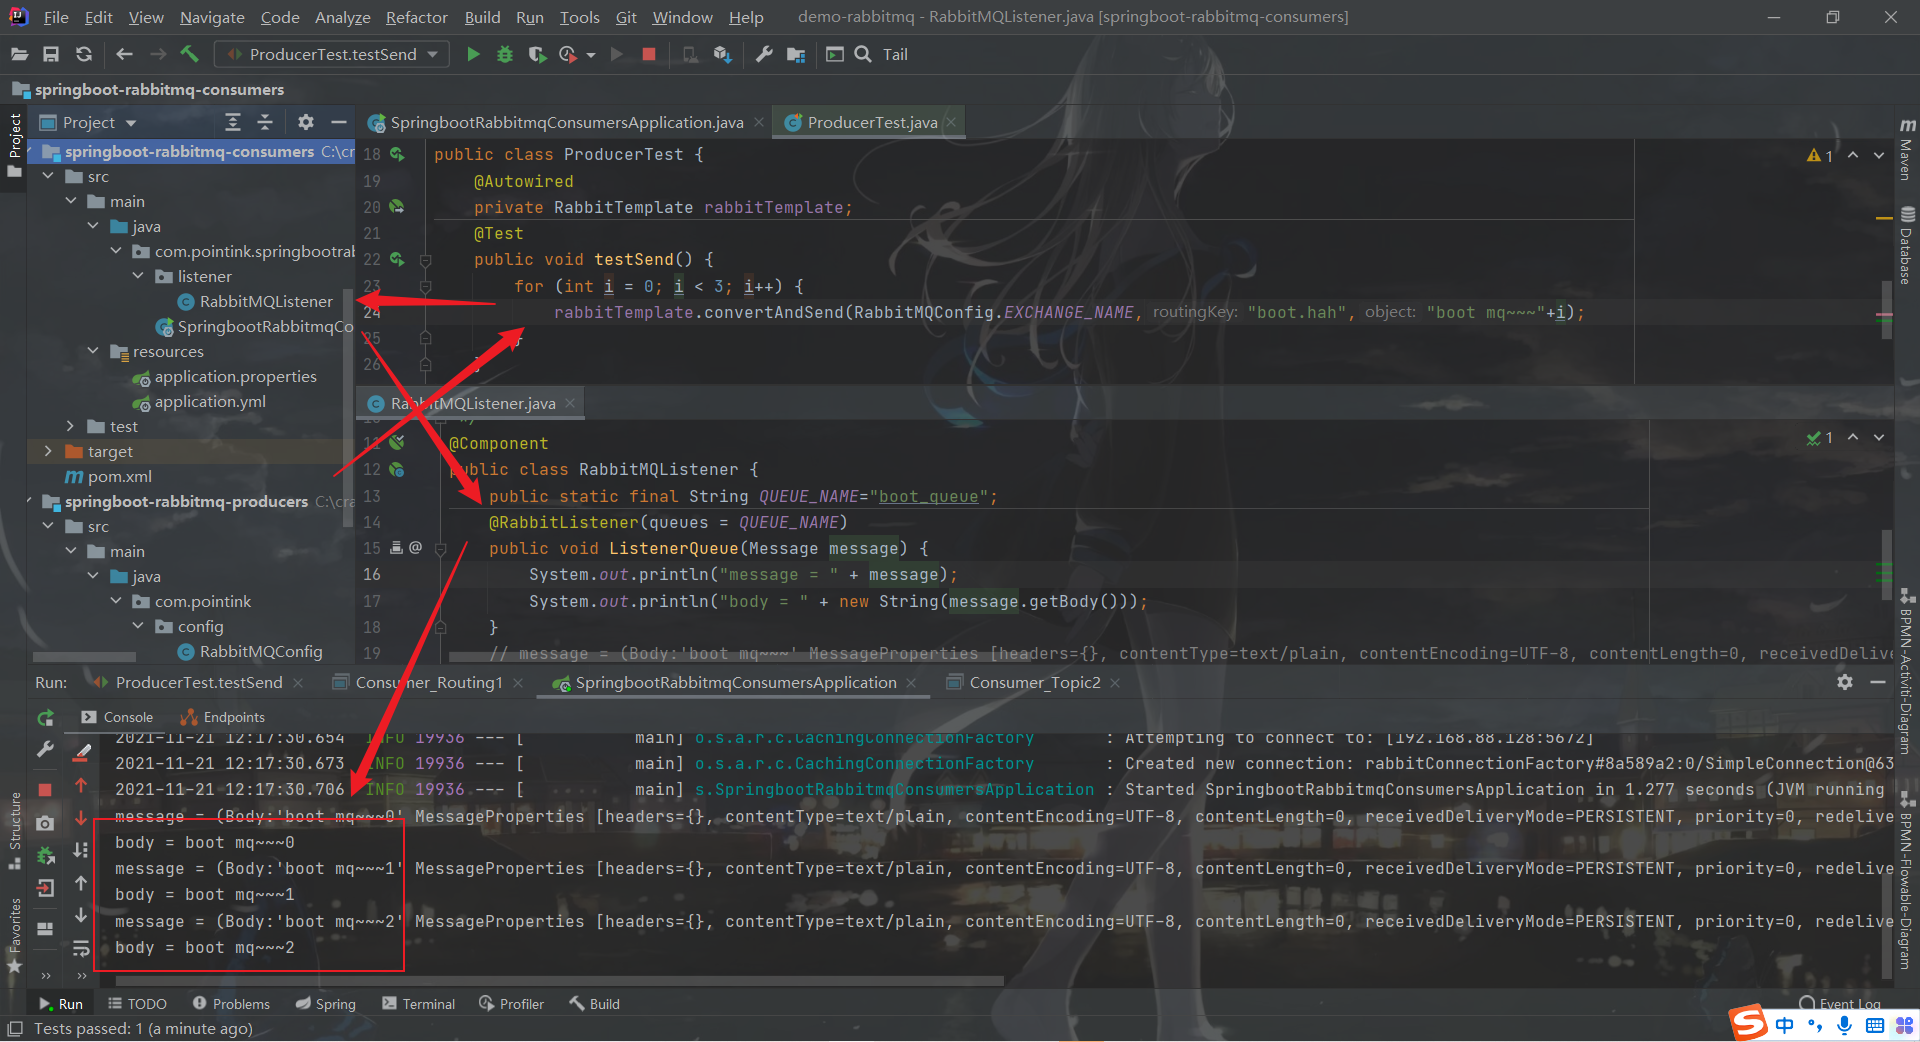 File Edit View Navigate Code Analyze Refactor Build Run Tools Git Window Help demo-rabbitmq - RabbitMQListener.java [springboot-rabbitmq-consumers]
ProducerTest.testSend Tail
springboot-rabbitmq-consumers
Project
Project
springboot-rabbitmq-consumers C:\cr
src
main
java
com.pointink.springbootrab
listener
RabbitMQListener
SpringbootRabbitmqCo
resources
application.properties
application.yml
test
target
pom.xml
springboot-rabbitmq-producers C:\cra
src
main
java
com.pointink
config
RabbitMQConfig
SpringbootRabbitmqConsumersApplication.java ProducerTest.java
18 public class ProducerTest {
19 @Autowired
20 private RabbitTemplate rabbitTemplate;
21 @Test
22 public void testSend() {
23 for (int i = 0; i < 3; i++) {
24 rabbitTemplate.convertAndSend(RabbitMQConfig.EXCHANGE_NAME, routingKey: "boot.hah", object: "boot mq~~~"+i);
25 }
26 }
1
RabbitMQListener.java
11 @Component
12 public class RabbitMQListener {
13 public static final String QUEUE_NAME="boot_queue";
14 @RabbitListener(queues = QUEUE_NAME)
15 @ public void ListenerQueue(Message message) {
16 System.out.println("message = " + message);
17 System.out.println("body = " + new String(message.getBody()));
18 }
19 // message = (Body:'boot mq~~~' MessageProperties [headers={}, contentType=text/plain, contentEncoding=UTF-8, contentLength=0, receivedDelive
1
Maven
Database
BPMN-Activiti-Diagram
BPMN-Flowable-Diagram
Run: ProducerTest.testSend Consumer_Routing1 SpringbootRabbitmqConsumersApplication Consumer_Topic2
Console Endpoints
2021-11-21 12:17:30.654 INFO 19936 --- [ main] o.s.a.r.c.CachingConnectionFactory : Attempting to connect to: [192.168.88.128:5672]
2021-11-21 12:17:30.673 INFO 19936 --- [ main] o.s.a.r.c.CachingConnectionFactory : Created new connection: rabbitConnectionFactory#8a589a2:0/SimpleConnection@63
2021-11-21 12:17:30.706 INFO 19936 --- [ main] s.SpringbootRabbitmqConsumersApplication : Started SpringbootRabbitmqConsumersApplication in 1.277 seconds (JVM running
message = (Body:'boot mq~~~0' MessageProperties [headers={}, contentType=text/plain, contentEncoding=UTF-8, contentLength=0, receivedDeliveryMode=PERSISTENT, priority=0, redelive
body = boot mq~~~0
message = (Body:'boot mq~~~1' MessageProperties [headers={}, contentType=text/plain, contentEncoding=UTF-8, contentLength=0, receivedDeliveryMode=PERSISTENT, priority=0, redelive
body = boot mq~~~1
message = (Body:'boot mq~~~2' MessageProperties [headers={}, contentType=text/plain, contentEncoding=UTF-8, contentLength=0, receivedDeliveryMode=PERSISTENT, priority=0, redelive
body = boot mq~~~2
Structure
Favorites
Run TODO Problems Spring Terminal Profiler Build Event Log
Tests passed: 1 (a minute ago)
中